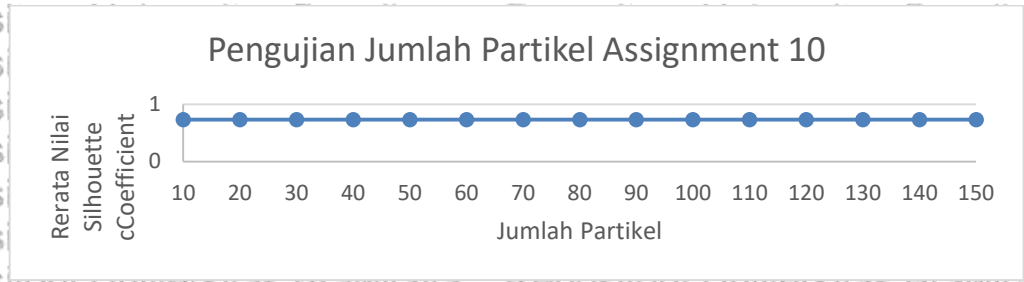 Pengujian Jumlah Partikel Assignment 10
Rerata Nilai
Silhouette
cCoefficient
1
0
10 20 30 40 50 60 70 80 90 100 110 120 130 140 150
Jumlah Partikel